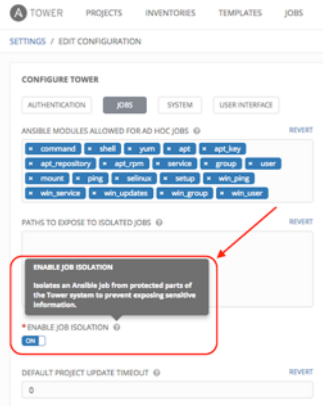 A TOWER PROJECTS INVENTORIES TEMPLATES JOBS
SETTINGS / EDIT CONFIGURATION
CONFIGURE TOWER
AUTHENTICATION JOBS SYSTEM USER INTERFACE
ANSIBLE MODULES ALLOWED FOR AD HOC JOBS ? REVERT
× command × shell × yum × apt × apt_key
× apt_repository × apt_rpm × service × group × user
× mount × ping × selinux × setup × win_ping
× win_service × win_updates × win_group × win_user
PATHS TO EXPOSE TO ISOLATED JOBS ? REVERT
ENABLE JOB ISOLATION
Isolates an Ansible job from protected parts of
the Tower system to prevent exposing sensitive
information.
* ENABLE JOB ISOLATION ?
ON
DEFAULT PROJECT UPDATE TIMEOUT ? REVERT
0